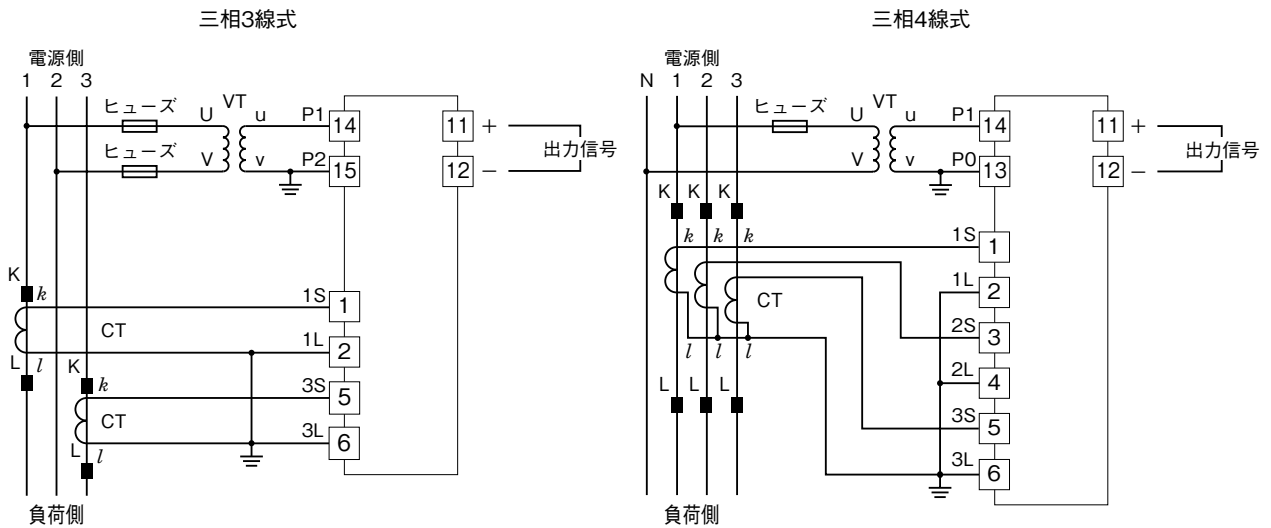 三相3線式
電源側
1 2 3
ヒューズ
U VT u P1 14 11 +
出力信号
ヒューズ
V v P2 15 12 −
K k
1S 1
CT
1L 2
L l
K k
3S 5
CT
3L 6
L l
負荷側
三相4線式
電源側
N 1 2 3
ヒューズ
U VT u P1 14 11 +
出力信号
V v P0 13 12 −
K K K
k k k
1S 1
1L 2
CT
2S 3
l l l
2L 4
L L L
3S 5
3L 6
負荷側